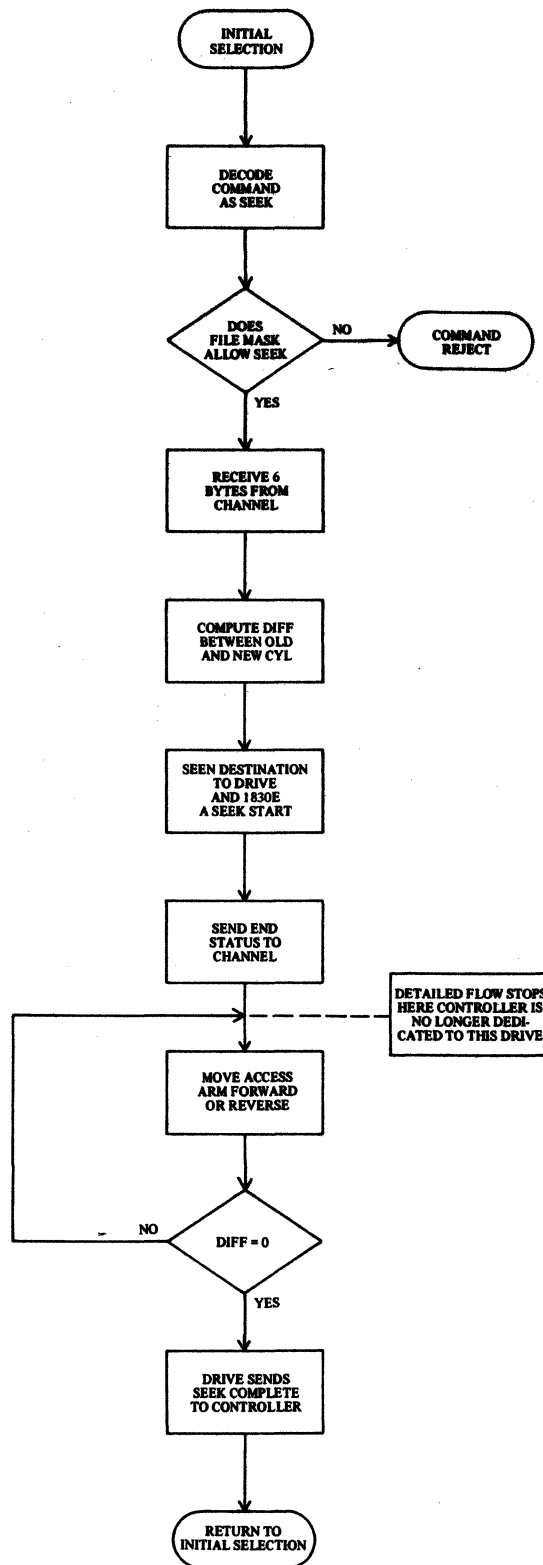 INITIAL
SELECTION
DECODE
COMMAND
AS SEEK
DOES
FILE MASK
ALLOW SEEK
NO
COMMAND
REJECT
YES
RECEIVE 6
BYTES FROM
CHANNEL
COMPUTE DIFF
BETWEEN OLD
AND NEW CYL
SEEN DESTINATION
TO DRIVE
AND 1830E
A SEEK START
SEND END
STATUS TO
CHANNEL
DETAILED FLOW STOPS
HERE CONTROLLER IS
NO LONGER DEDI-
CATED TO THIS DRIVE
MOVE ACCESS
ARM FORWARD
OR REVERSE
NO
DIFF = 0
YES
DRIVE SENDS
SEEK COMPLETE
TO CONTROLLER
RETURN TO
INITIAL SELECTION